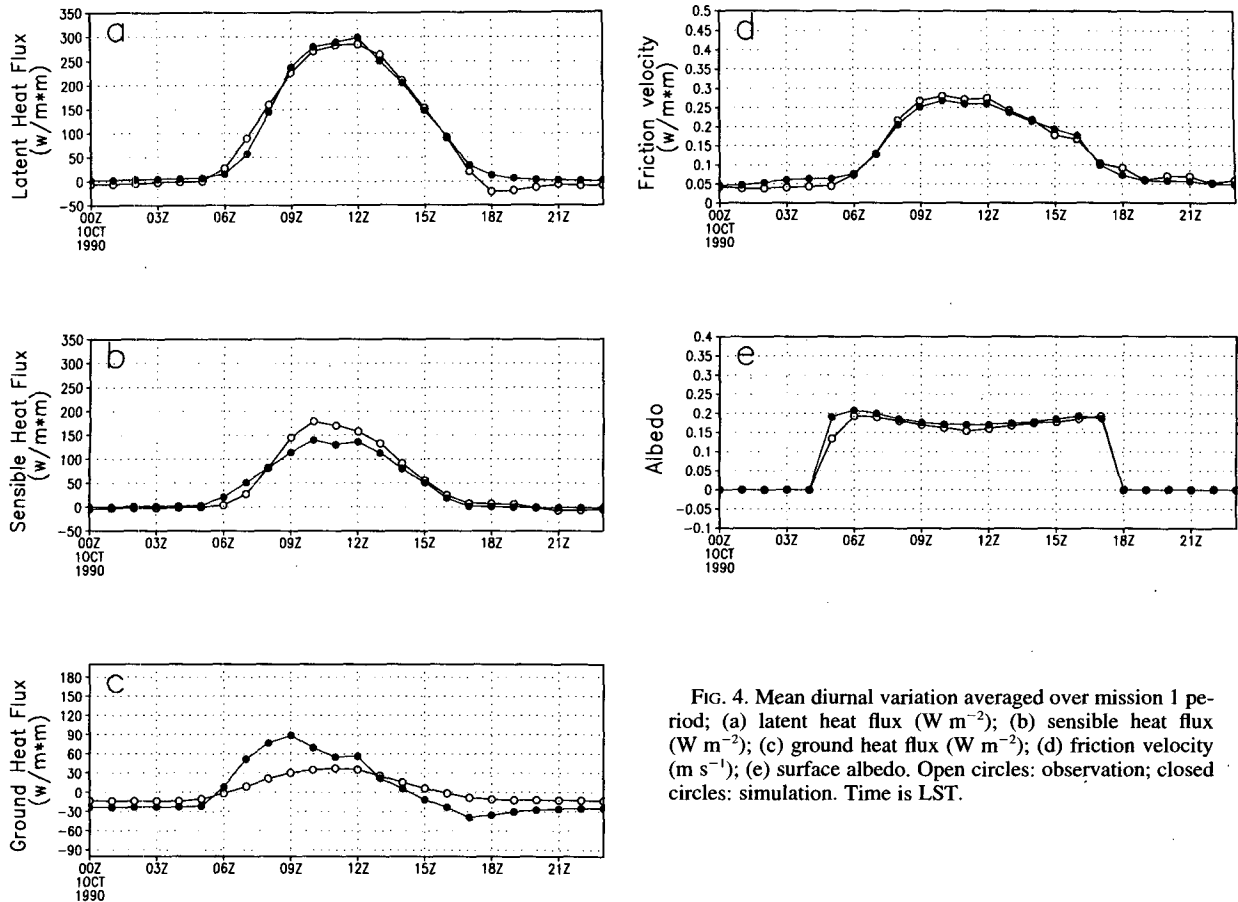 a
Latent Heat Flux
(w/m*m)
350
300
250
200
150
100
50
0
-50
00Z 03Z 06Z 09Z 12Z 15Z 18Z 21Z
1OCT
1990
b
Sensible Heat Flux
(w/m*m)
350
300
250
200
150
100
50
0
-50
00Z 03Z 06Z 09Z 12Z 15Z 18Z 21Z
1OCT
1990
c
Ground Heat Flux
(w/m*m)
180
150
120
90
60
30
0
-30
-60
-90
00Z 03Z 06Z 09Z 12Z 15Z 18Z 21Z
1OCT
1990
d
Friction velocity
(w/m*m)
0.5
0.45
0.4
0.35
0.3
0.25
0.2
0.15
0.1
0.05
0
00Z 03Z 06Z 09Z 12Z 15Z 18Z 21Z
1OCT
1990
e
Albedo
0.4
0.35
0.3
0.25
0.2
0.15
0.1
0.05
0
-0.05
-0.1
00Z 03Z 06Z 09Z 12Z 15Z 18Z 21Z
1OCT
1990
FIG. 4. Mean diurnal variation averaged over mission 1 pe-
riod; (a) latent heat flux (W m⁻²); (b) sensible heat flux
(W m⁻²); (c) ground heat flux (W m⁻²); (d) friction velocity
(m s⁻¹); (e) surface albedo. Open circles: observation; closed
circles: simulation. Time is LST.